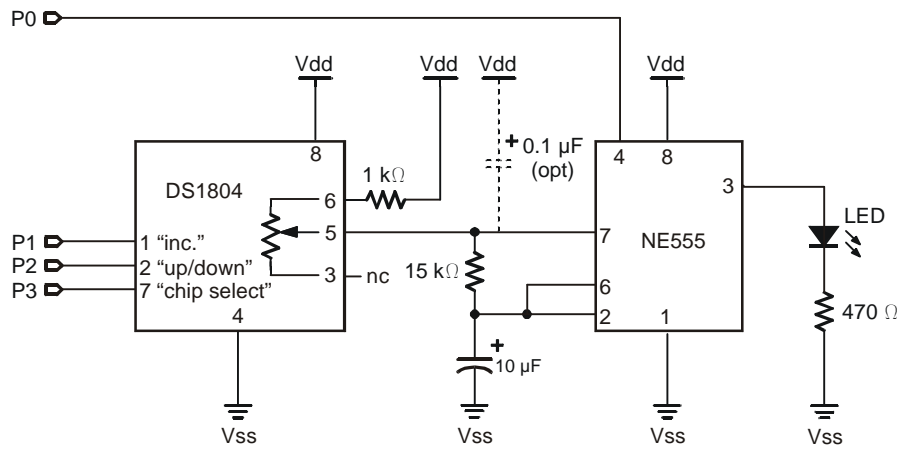 P0
Vdd
Vdd
Vdd
Vdd
8
+ 0.1 µF
(opt)
4
8
DS1804
1 kΩ
6
3
LED
P1
1 "inc."
5
7
NE555
P2
2 "up/down"
3
nc
15 kΩ
6
P3
7 "chip select"
2
470 Ω
4
1
+
10 µF
Vss
Vss
Vss
Vss